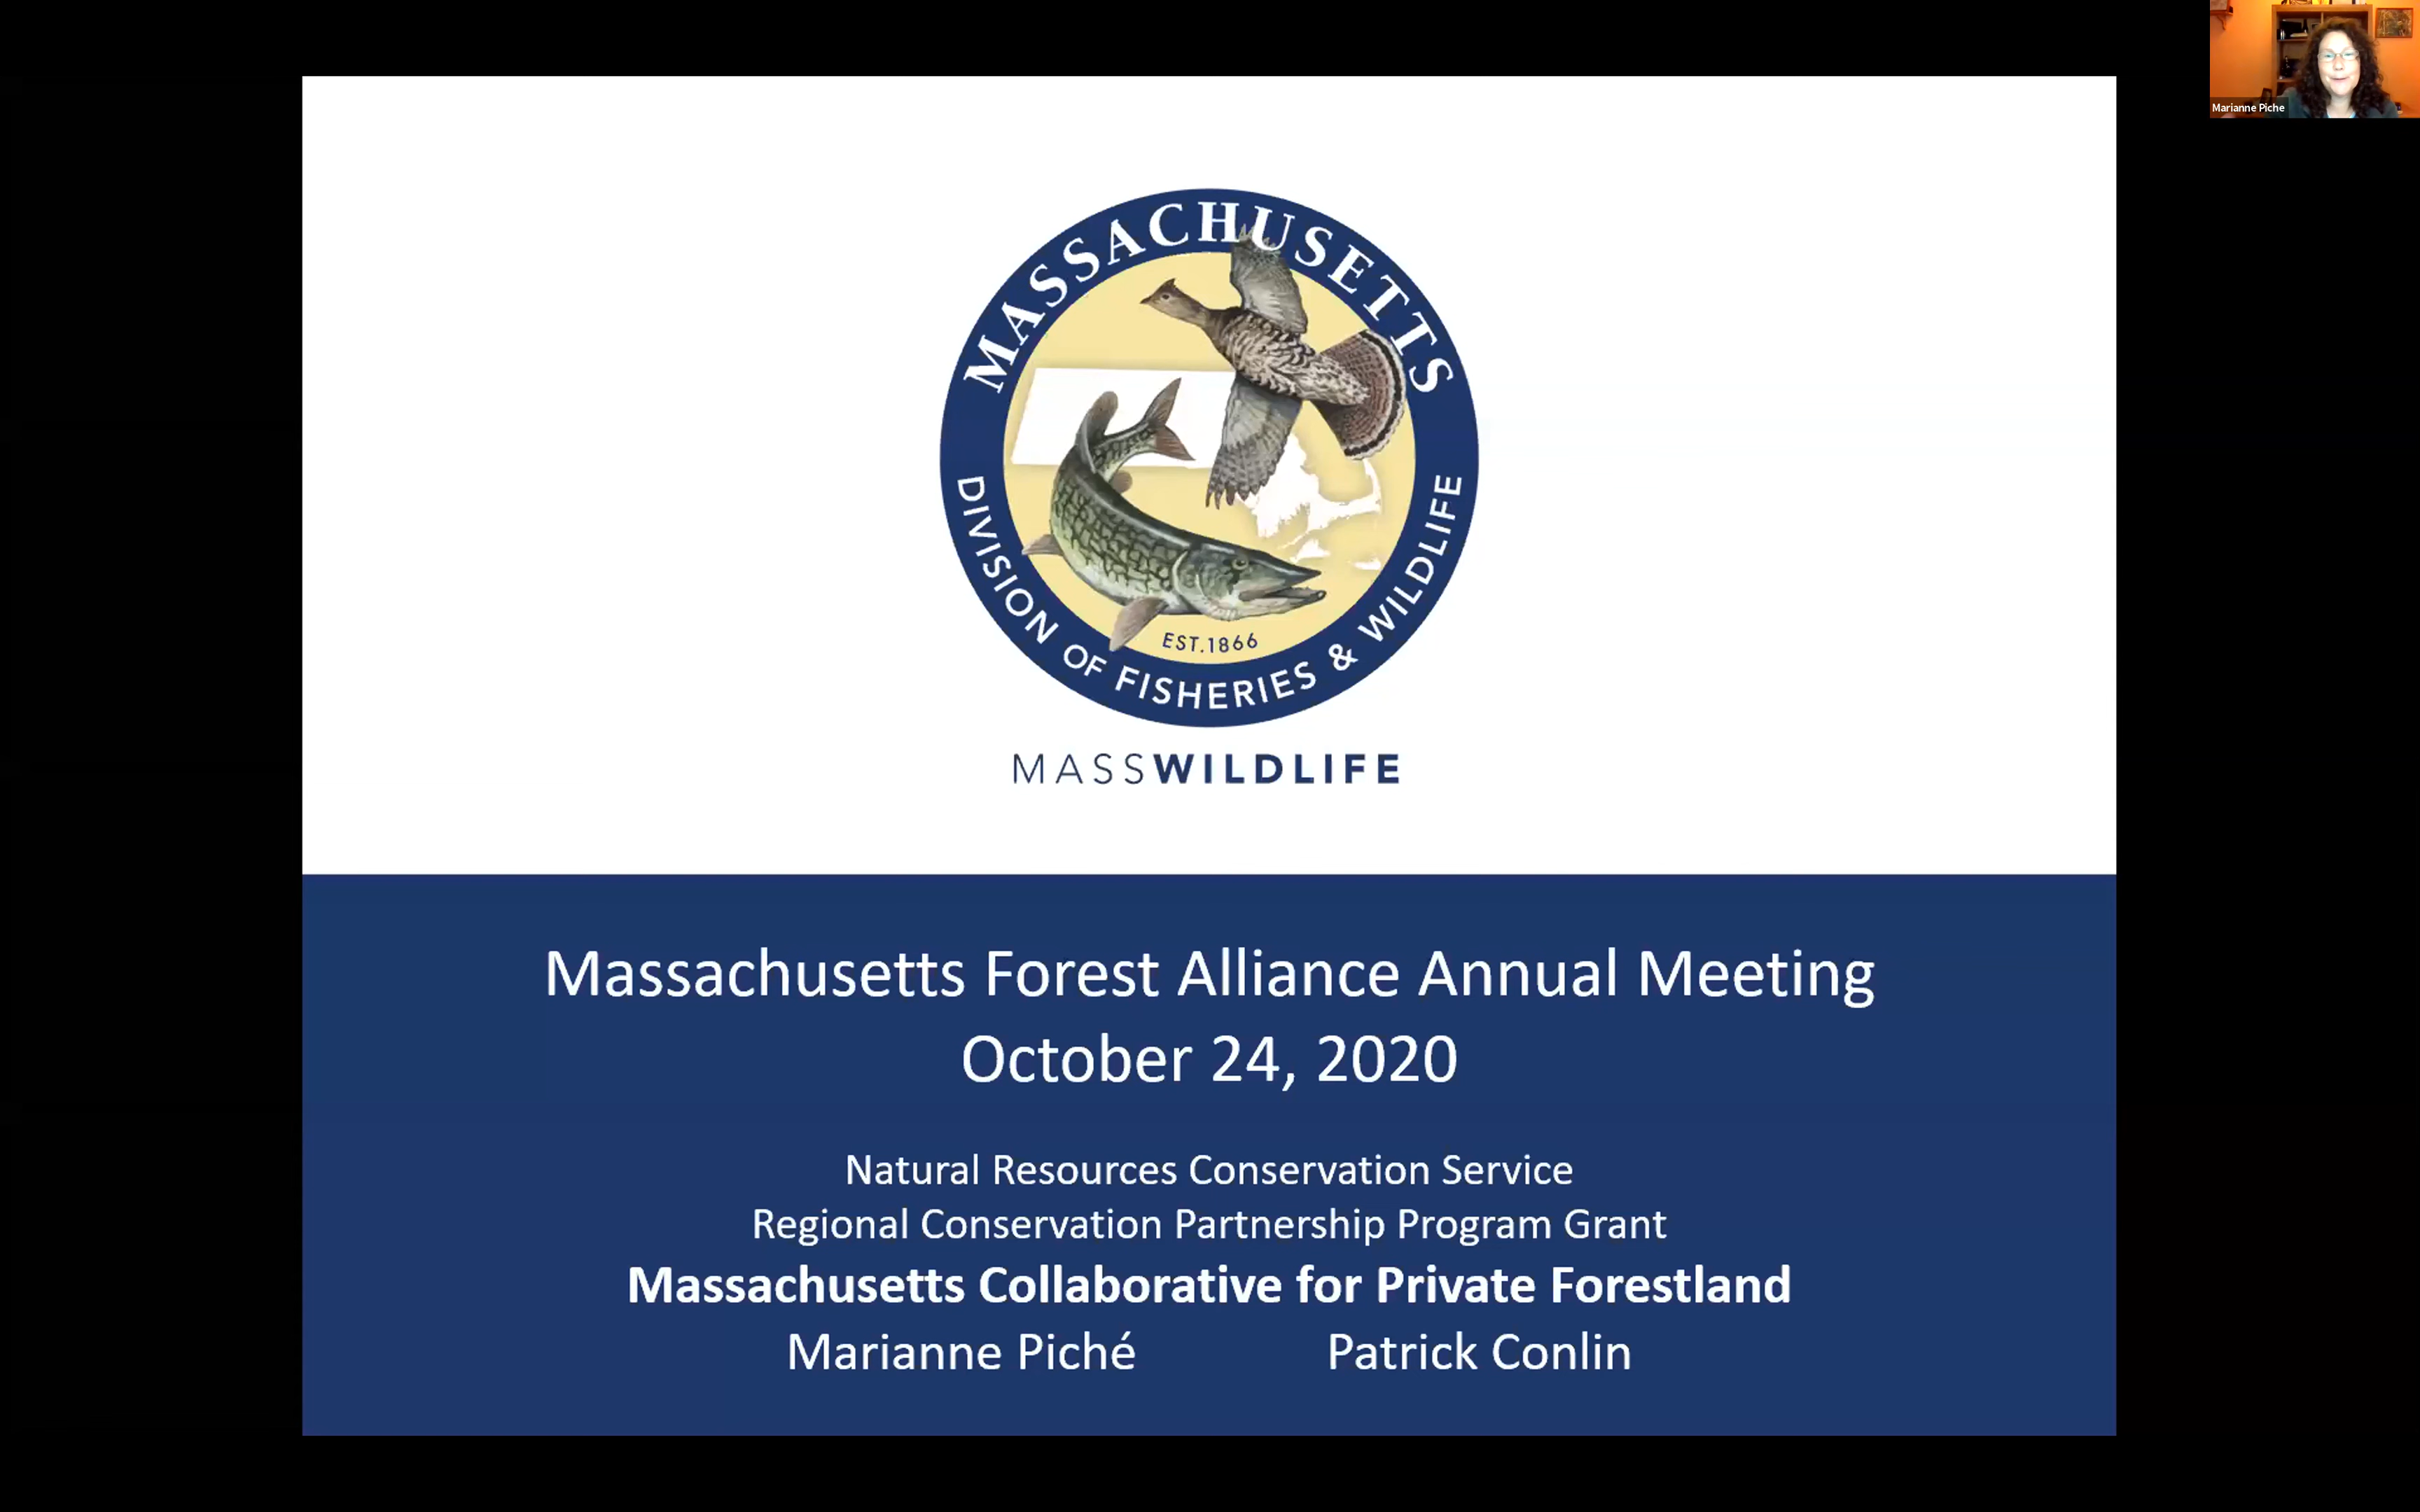 Marianne Piche
MASSACHUSETTS
EST.1866
DIVISION OF FISHERIES & WILDLIFE
MASSWILDLIFE
Massachusetts Forest Alliance Annual Meeting
October 24, 2020
Natural Resources Conservation Service
Regional Conservation Partnership Program Grant
Massachusetts Collaborative for Private Forestland
Marianne Piché Patrick Conlin